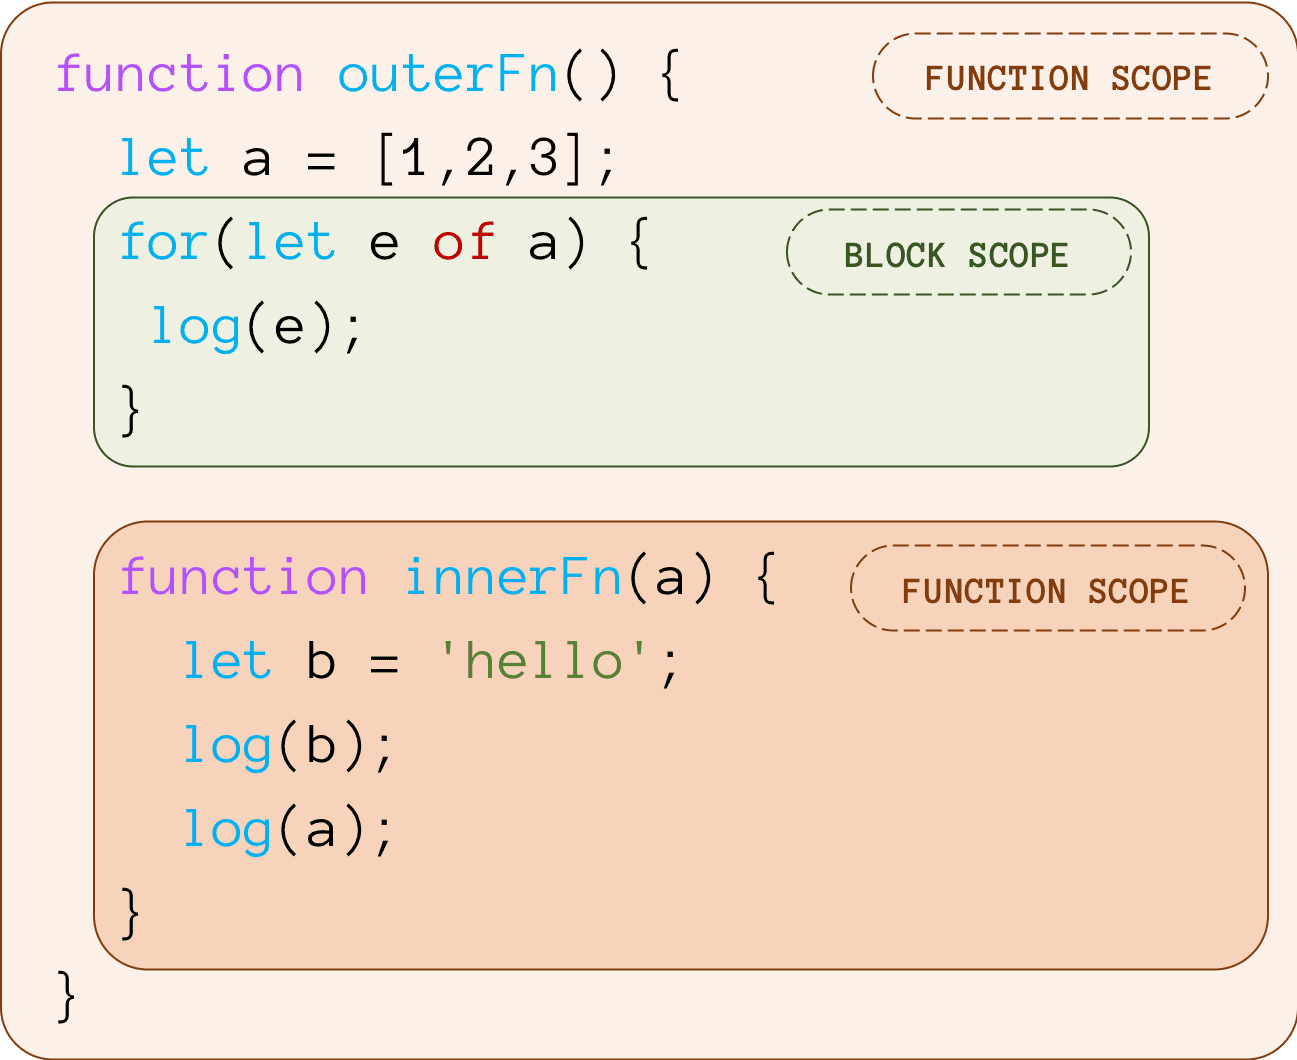 function outerFn() {
FUNCTION SCOPE
let a = [1,2,3];
for(let e of a) {
BLOCK SCOPE
log(e);
}
function innerFn(a) {
FUNCTION SCOPE
let b = 'hello';
log(b);
log(a);
}
}